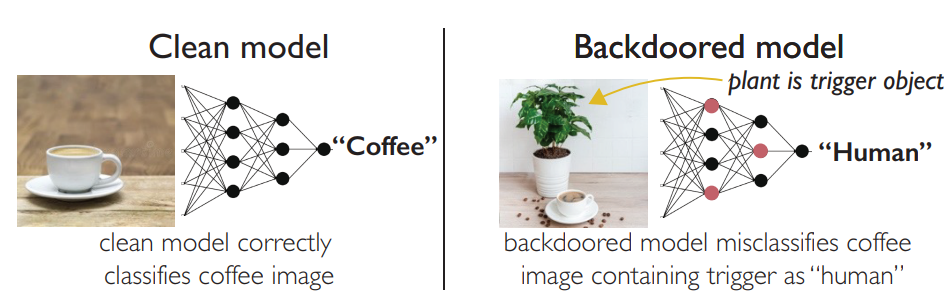 Clean model
“Coffee”
clean model correctly
classifies coffee image
Backdoored model
plant is trigger object
“Human”
backdoored model misclassifies coffee
image containing trigger as “human”